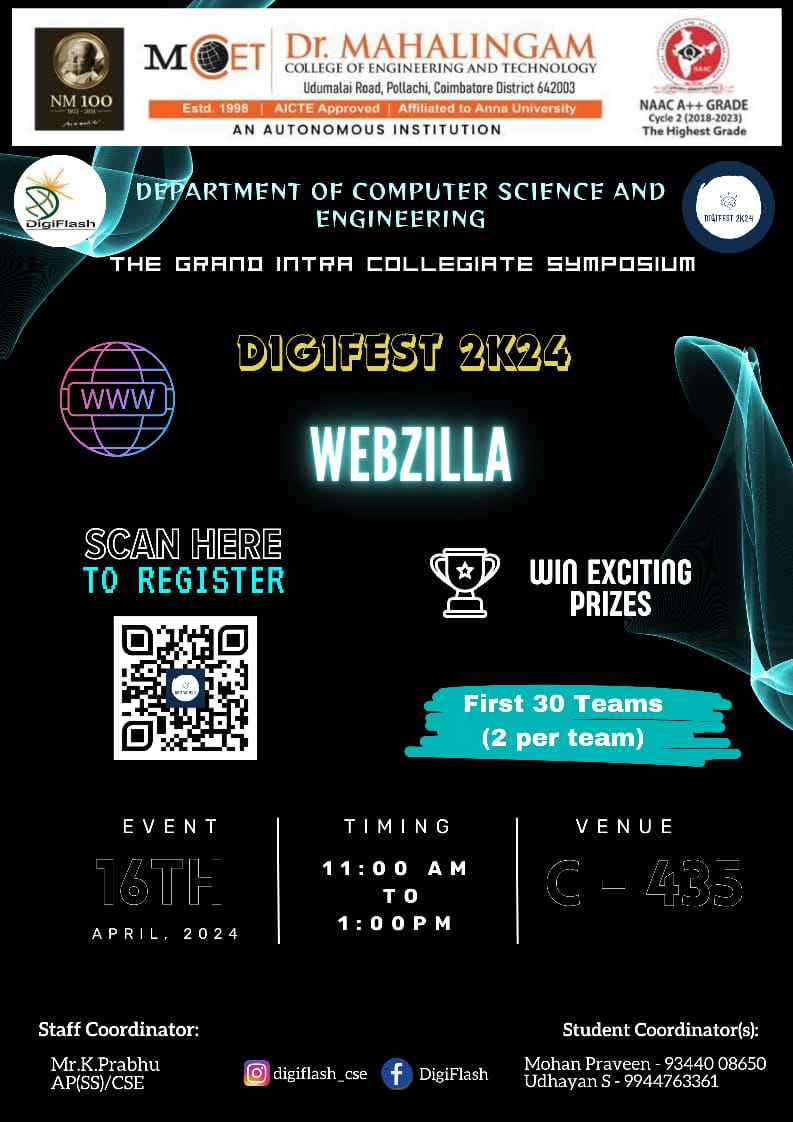 NM 100
1923 - 2014
MCET
Dr. MAHALINGAM
COLLEGE OF ENGINEERING AND TECHNOLOGY
Udumalai Road, Pollachi, Coimbatore District 642003
Estd. 1998 | AICTE Approved | Affiliated to Anna University
AN AUTONOMOUS INSTITUTION
NAAC
NAAC A++ GRADE
Cycle 2 (2018-2023)
The Highest Grade
DigiFlash
DEPARTMENT OF COMPUTER SCIENCE AND
ENGINEERING
DIGIFEST 2K24
THE GRAND INTRA COLLEGIATE SYMPOSIUM
DIGIFEST 2K24
WWW
WEBZILLA
SCAN HERE
TO REGISTER
WIN EXCITING
PRIZES
First 30 Teams
(2 per team)
EVENT
16TH
APRIL, 2024
TIMING
11:00 AM
TO
1:00PM
VENUE
C - 435
Staff Coordinator:
Mr.K.Prabhu
AP(SS)/CSE
digiflash_cse
DigiFlash
Student Coordinator(s):
Mohan Praveen - 93440 08650
Udhayan S - 9944763361